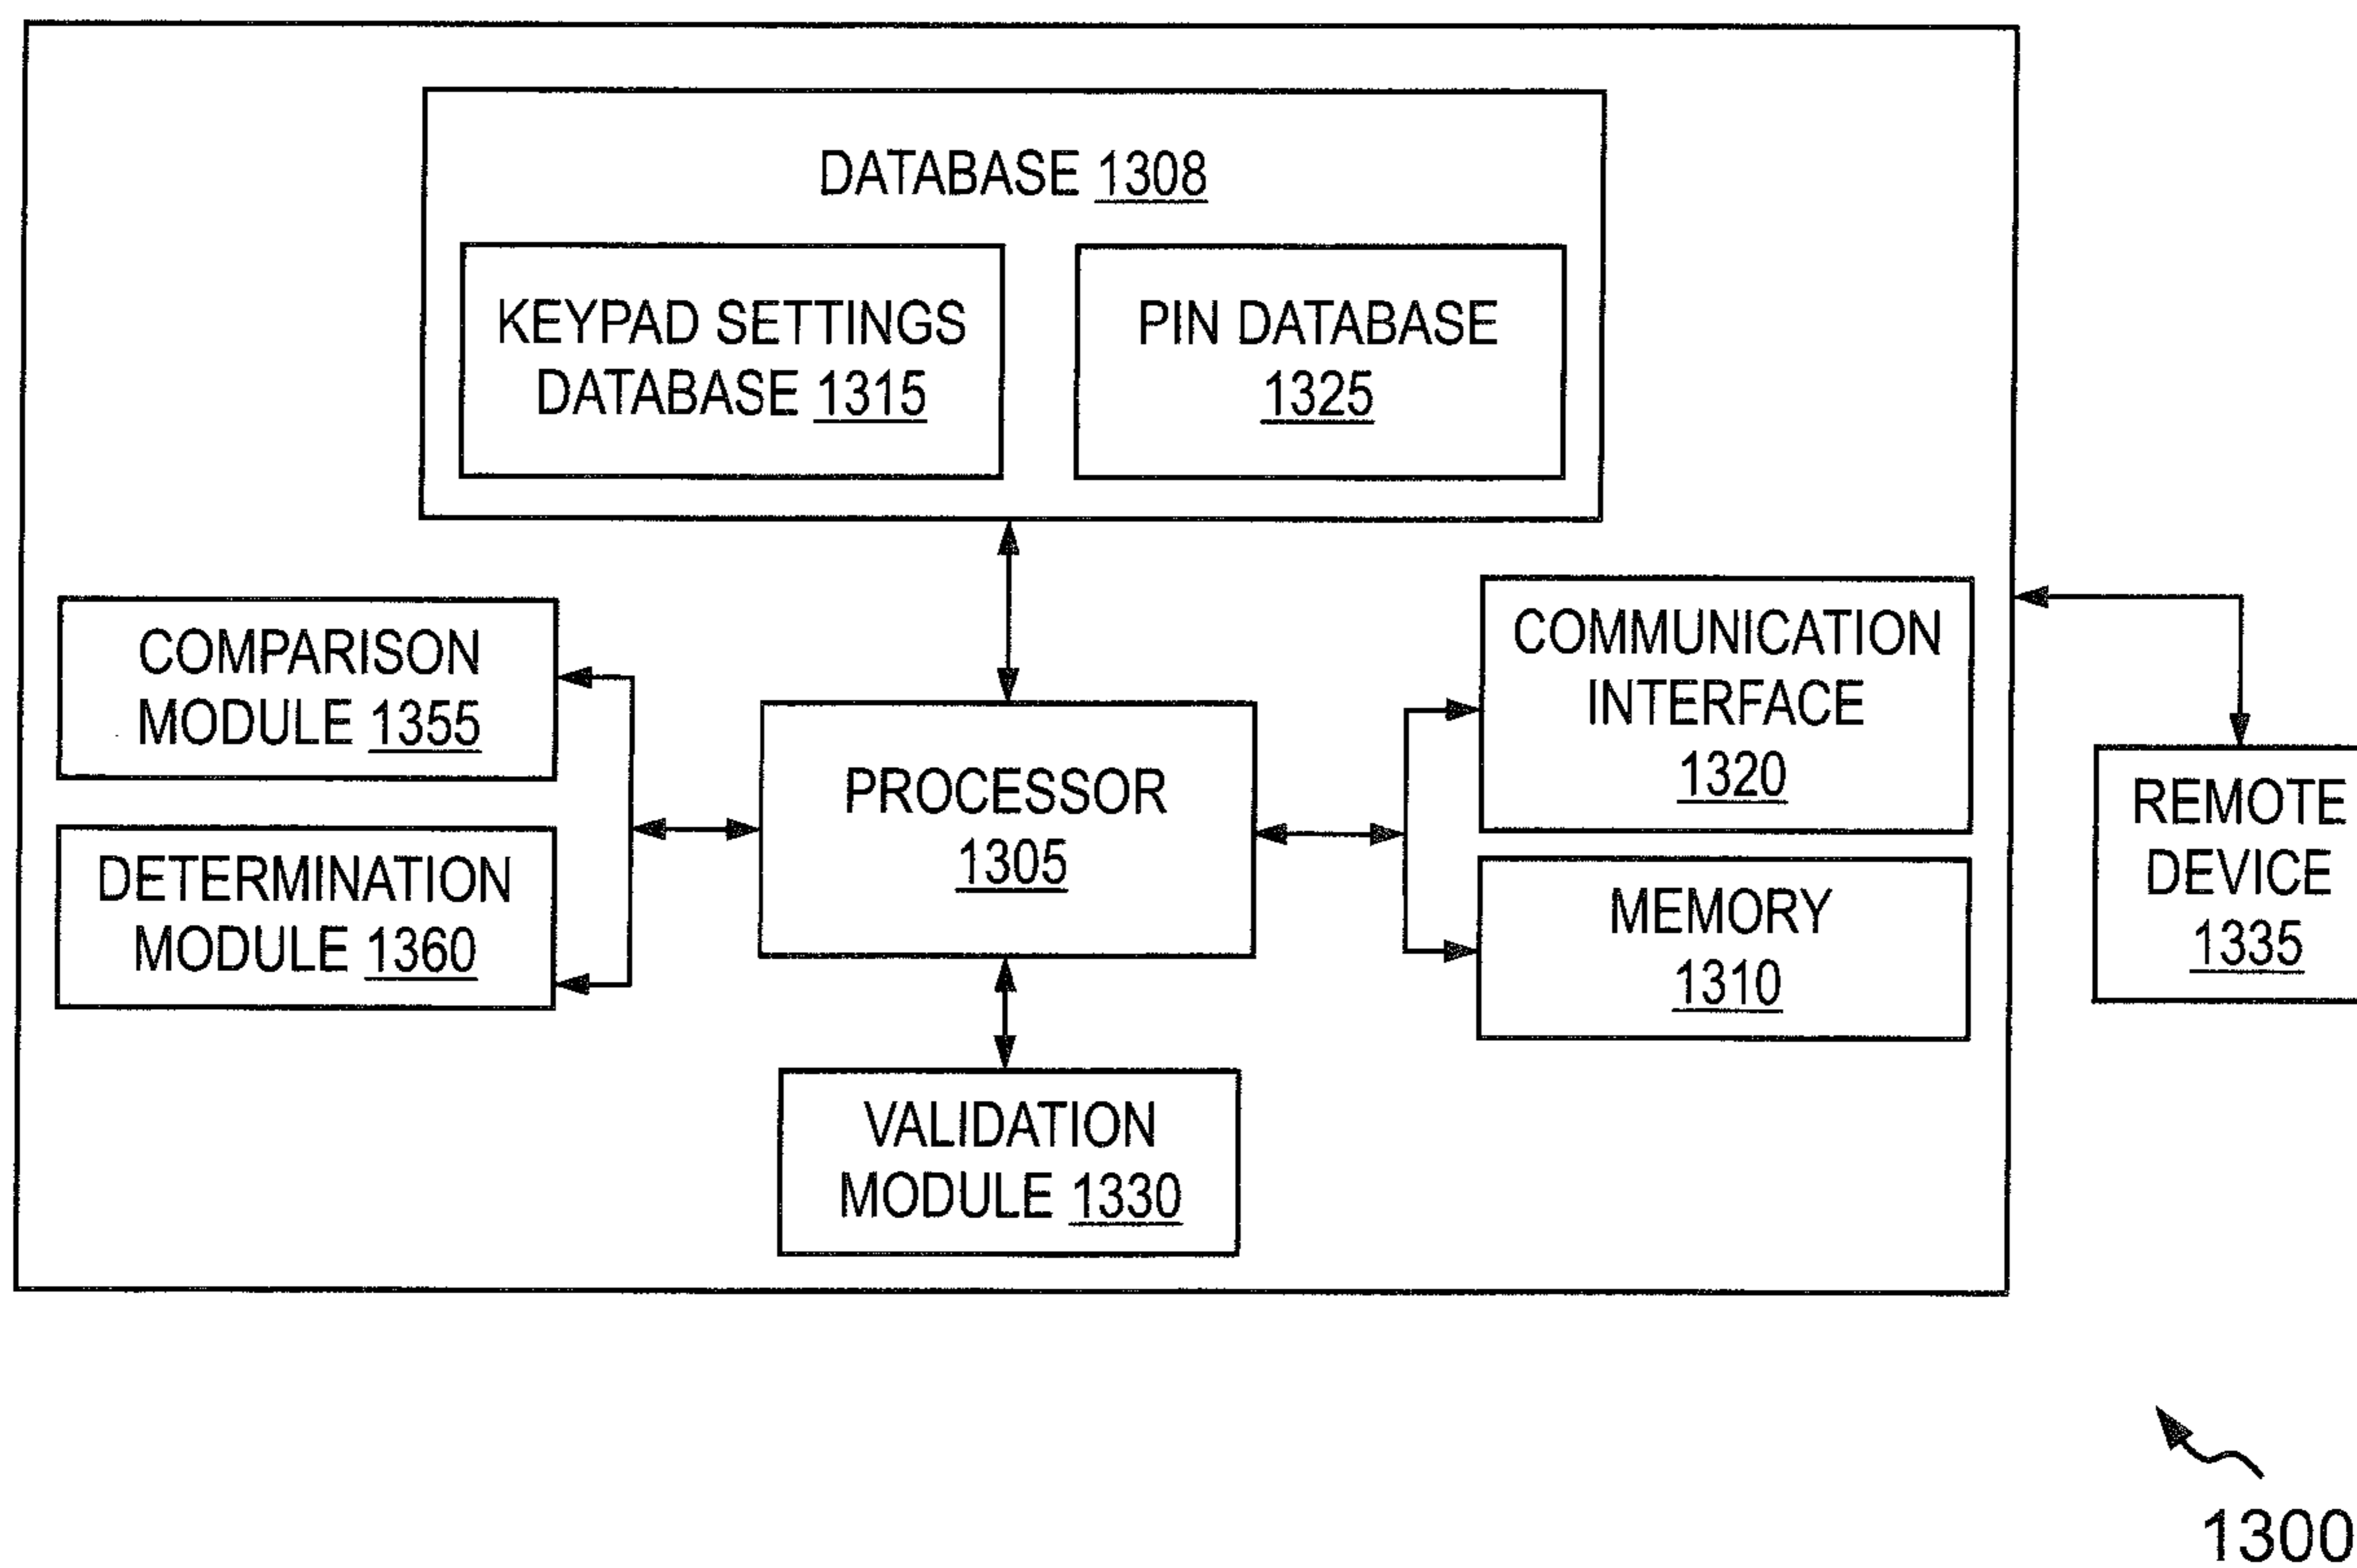 DATABASE 1308
KEYPAD SETTINGS
DATABASE 1315
PIN DATABASE
1325
COMPARISON
MODULE 1355
DETERMINATION
MODULE 1360
PROCESSOR
1305
COMMUNICATION
INTERFACE
1320
MEMORY
1310
REMOTE
DEVICE
1335
VALIDATION
MODULE 1330
1300